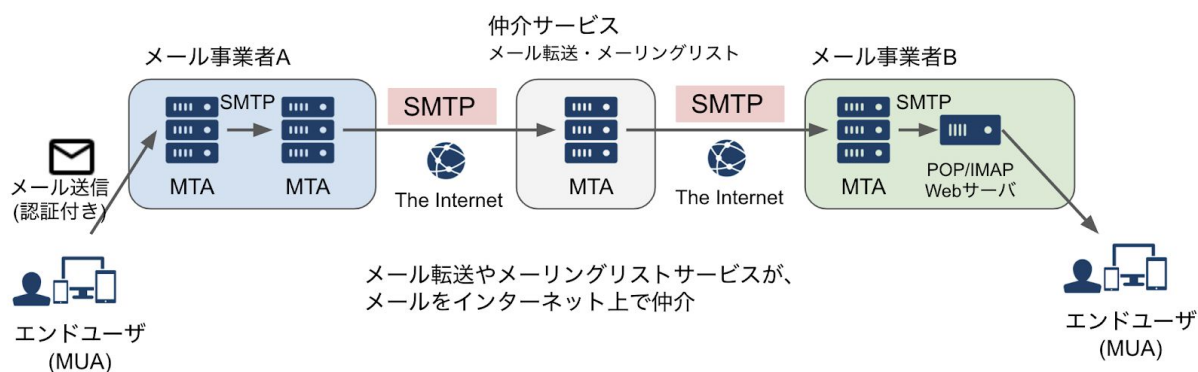 仲介サービス
メール転送・メーリングリスト
メール事業者A
メール事業者B
SMTP
SMTP
SMTP
SMTP
MTA
MTA
The Internet
MTA
The Internet
MTA
POP/IMAP
Webサーバ
メール送信
(認証付き)
メール転送やメーリングリストサービスが、
メールをインターネット上で仲介
エンドユーザ
(MUA)
エンドユーザ
(MUA)